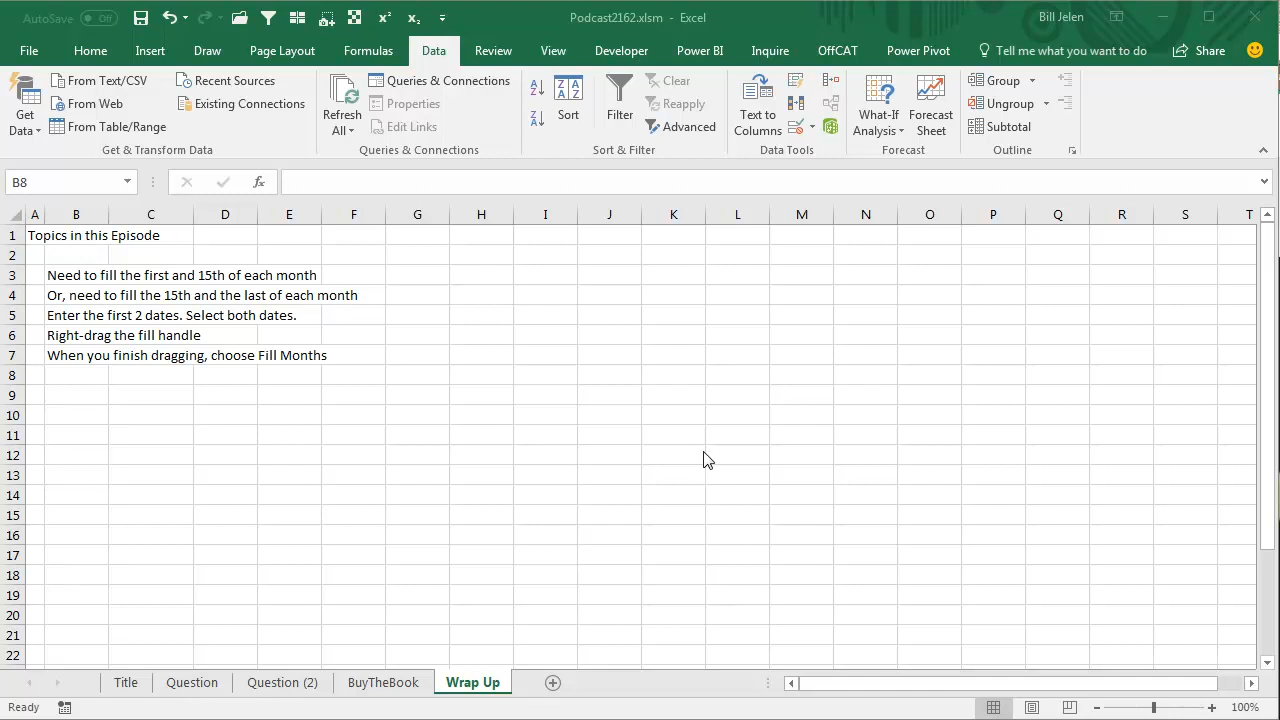 AutoSave Off
Podcast2162.xlsm - Excel
Bill Jelen
File Home Insert Draw Page Layout Formulas Data Review View Developer Power BI Inquire OffCAT Power Pivot Tell me what you want to do Share
Get Data
From Text/CSV
From Web
From Table/Range
Recent Sources
Existing Connections
Get & Transform Data
Refresh All
Queries & Connections
Properties
Edit Links
Queries & Connections
Sort
Filter
Clear
Reapply
Advanced
Sort & Filter
Text to Columns
Data Tools
What-If Analysis
Forecast Sheet
Forecast
Group
Ungroup
Subtotal
Outline
B8
fx
A B C D E F G H I J K L M N O P Q R S T
1 Topics in this Episode
2
3 Need to fill the first and 15th of each month
4 Or, need to fill the 15th and the last of each month
5 Enter the first 2 dates. Select both dates.
6 Right-drag the fill handle
7 When you finish dragging, choose Fill Months
8
9
10
11
12
13
14
15
16
17
18
19
20
21
22
Title Question Question (2) BuyTheBook Wrap Up
Ready
100%